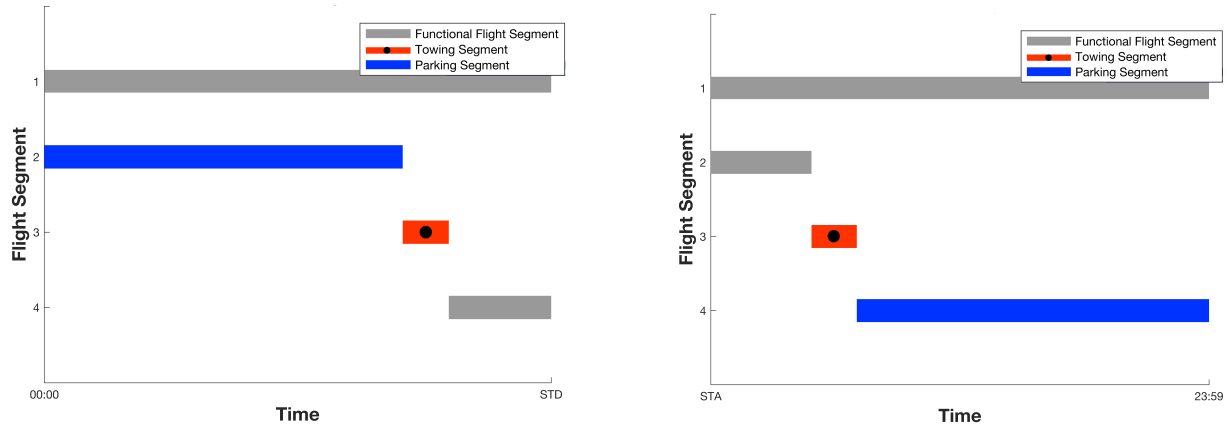 Functional Flight Segment
Towing Segment
Parking Segment
1
2
3
4
Flight Segment
00:00
STD
Time
Functional Flight Segment
Towing Segment
Parking Segment
1
2
3
4
Flight Segment
STA
23:59
Time